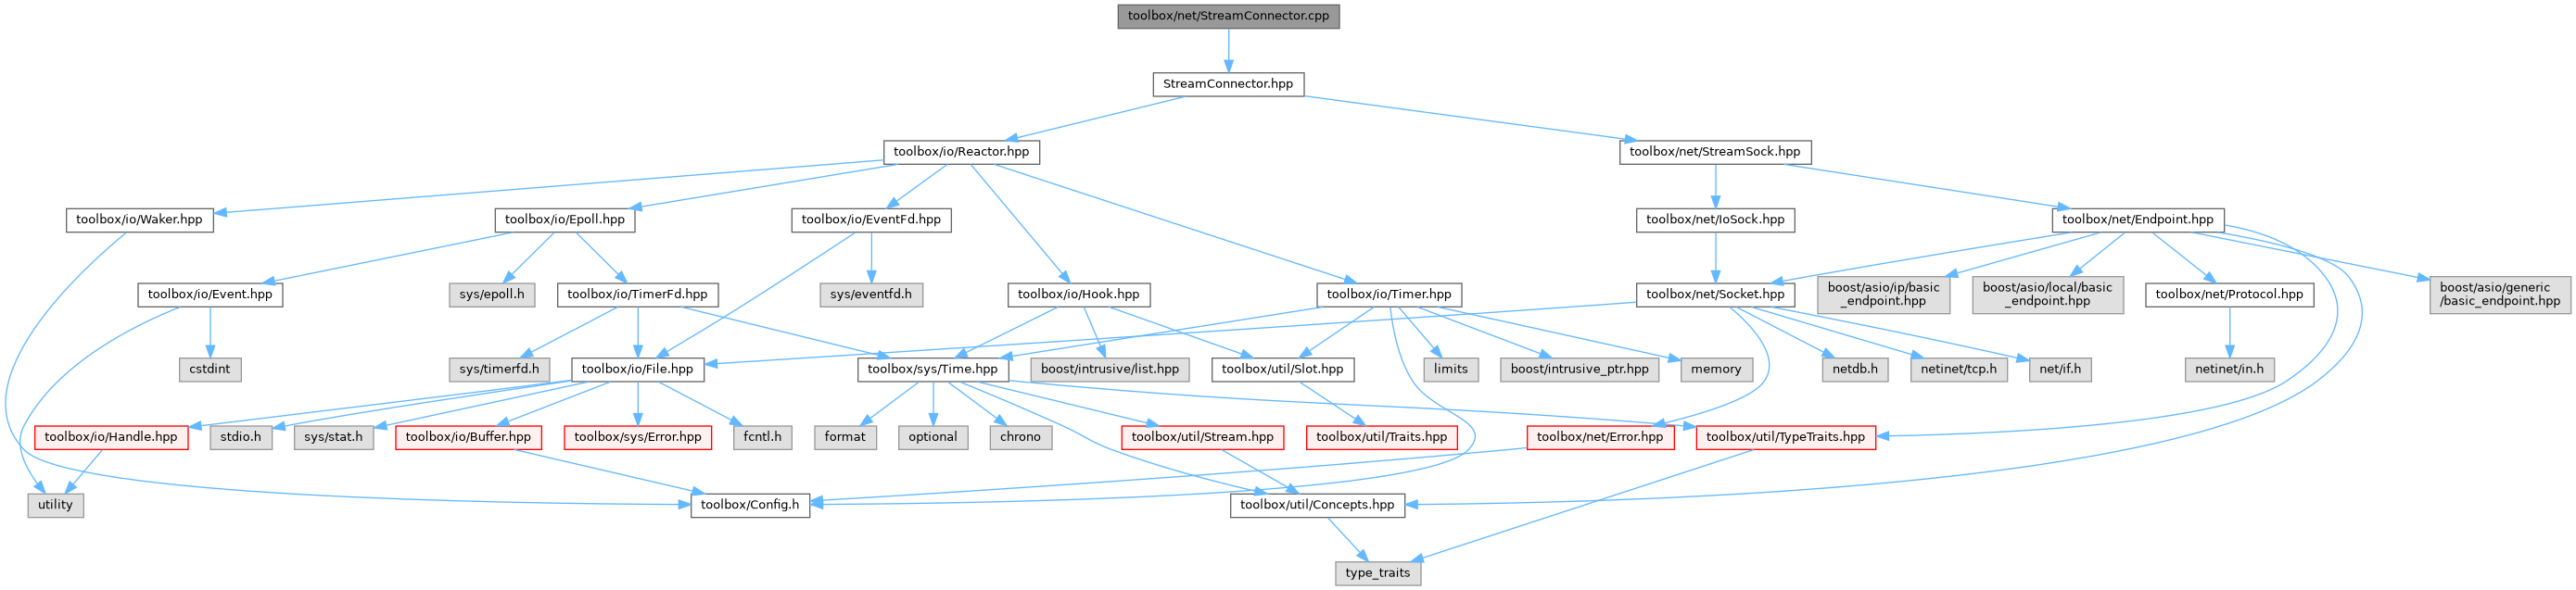 toolbox/net/StreamConnector.cpp
StreamConnector.hpp
toolbox/io/Reactor.hpp
toolbox/net/StreamSock.hpp
toolbox/io/Waker.hpp
toolbox/io/Epoll.hpp
toolbox/io/EventFd.hpp
toolbox/net/IoSock.hpp
toolbox/net/Endpoint.hpp
toolbox/io/Event.hpp
sys/epoll.h
toolbox/io/TimerFd.hpp
sys/eventfd.h
toolbox/io/Hook.hpp
toolbox/io/Timer.hpp
toolbox/net/Socket.hpp
boost/asio/ip/basic
_endpoint.hpp
boost/asio/local/basic
_endpoint.hpp
toolbox/net/Protocol.hpp
boost/asio/generic
/basic_endpoint.hpp
cstdint
sys/timerfd.h
toolbox/io/File.hpp
toolbox/sys/Time.hpp
boost/intrusive/list.hpp
toolbox/util/Slot.hpp
limits
boost/intrusive_ptr.hpp
memory
netdb.h
netinet/tcp.h
net/if.h
netinet/in.h
toolbox/io/Handle.hpp
stdio.h
sys/stat.h
toolbox/io/Buffer.hpp
toolbox/sys/Error.hpp
fcntl.h
format
optional
chrono
toolbox/util/Stream.hpp
toolbox/util/Traits.hpp
toolbox/net/Error.hpp
toolbox/util/TypeTraits.hpp
utility
toolbox/Config.h
toolbox/util/Concepts.hpp
type_traits